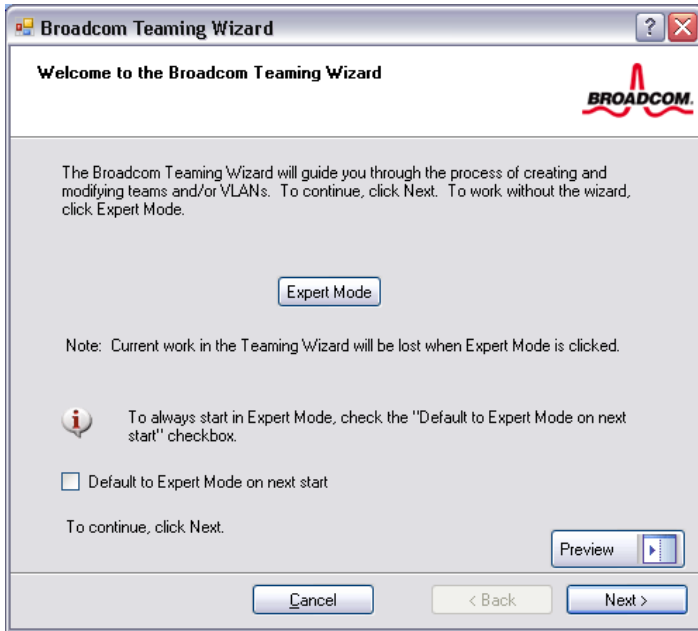 Broadcom Teaming Wizard
?
Welcome to the Broadcom Teaming Wizard
BROADCOM.
The Broadcom Teaming Wizard will guide you through the process of creating and
modifying teams and/or VLANs.  To continue, click Next.  To work without the wizard,
click Expert Mode.
Expert Mode
Note:  Current work in the Teaming Wizard will be lost when Expert Mode is clicked.
To always start in Expert Mode, check the "Default to Expert Mode on next
start" checkbox.
Default to Expert Mode on next start
To continue, click Next.
Preview
Cancel
< Back
Next >